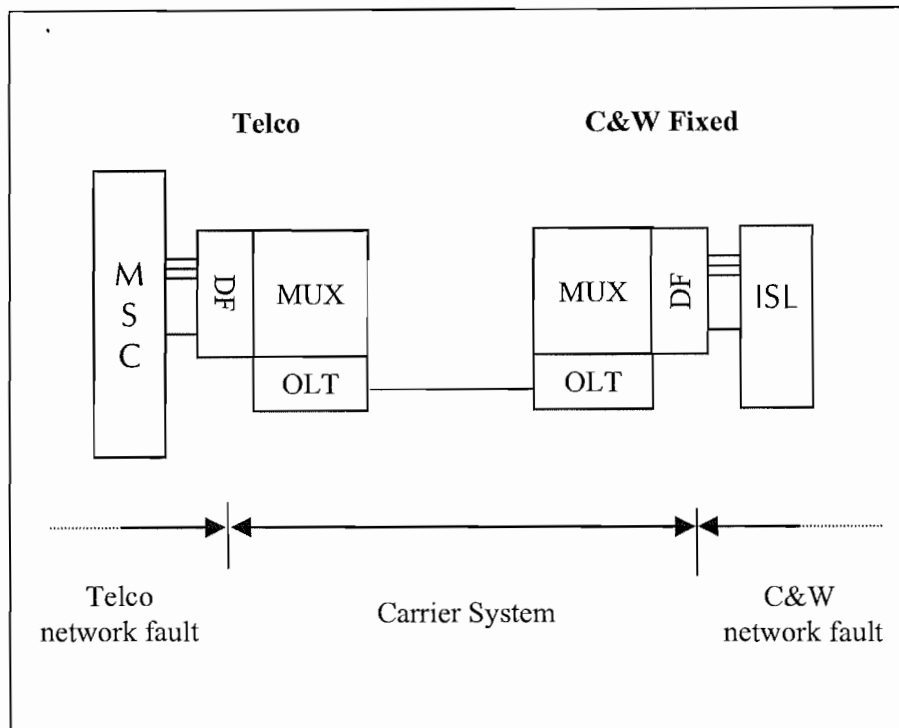 Telco
C&W Fixed
M
S
C
DF
MUX
OLT
MUX
DF
OLT
ISL
Telco
network fault
Carrier System
C&W
network fault